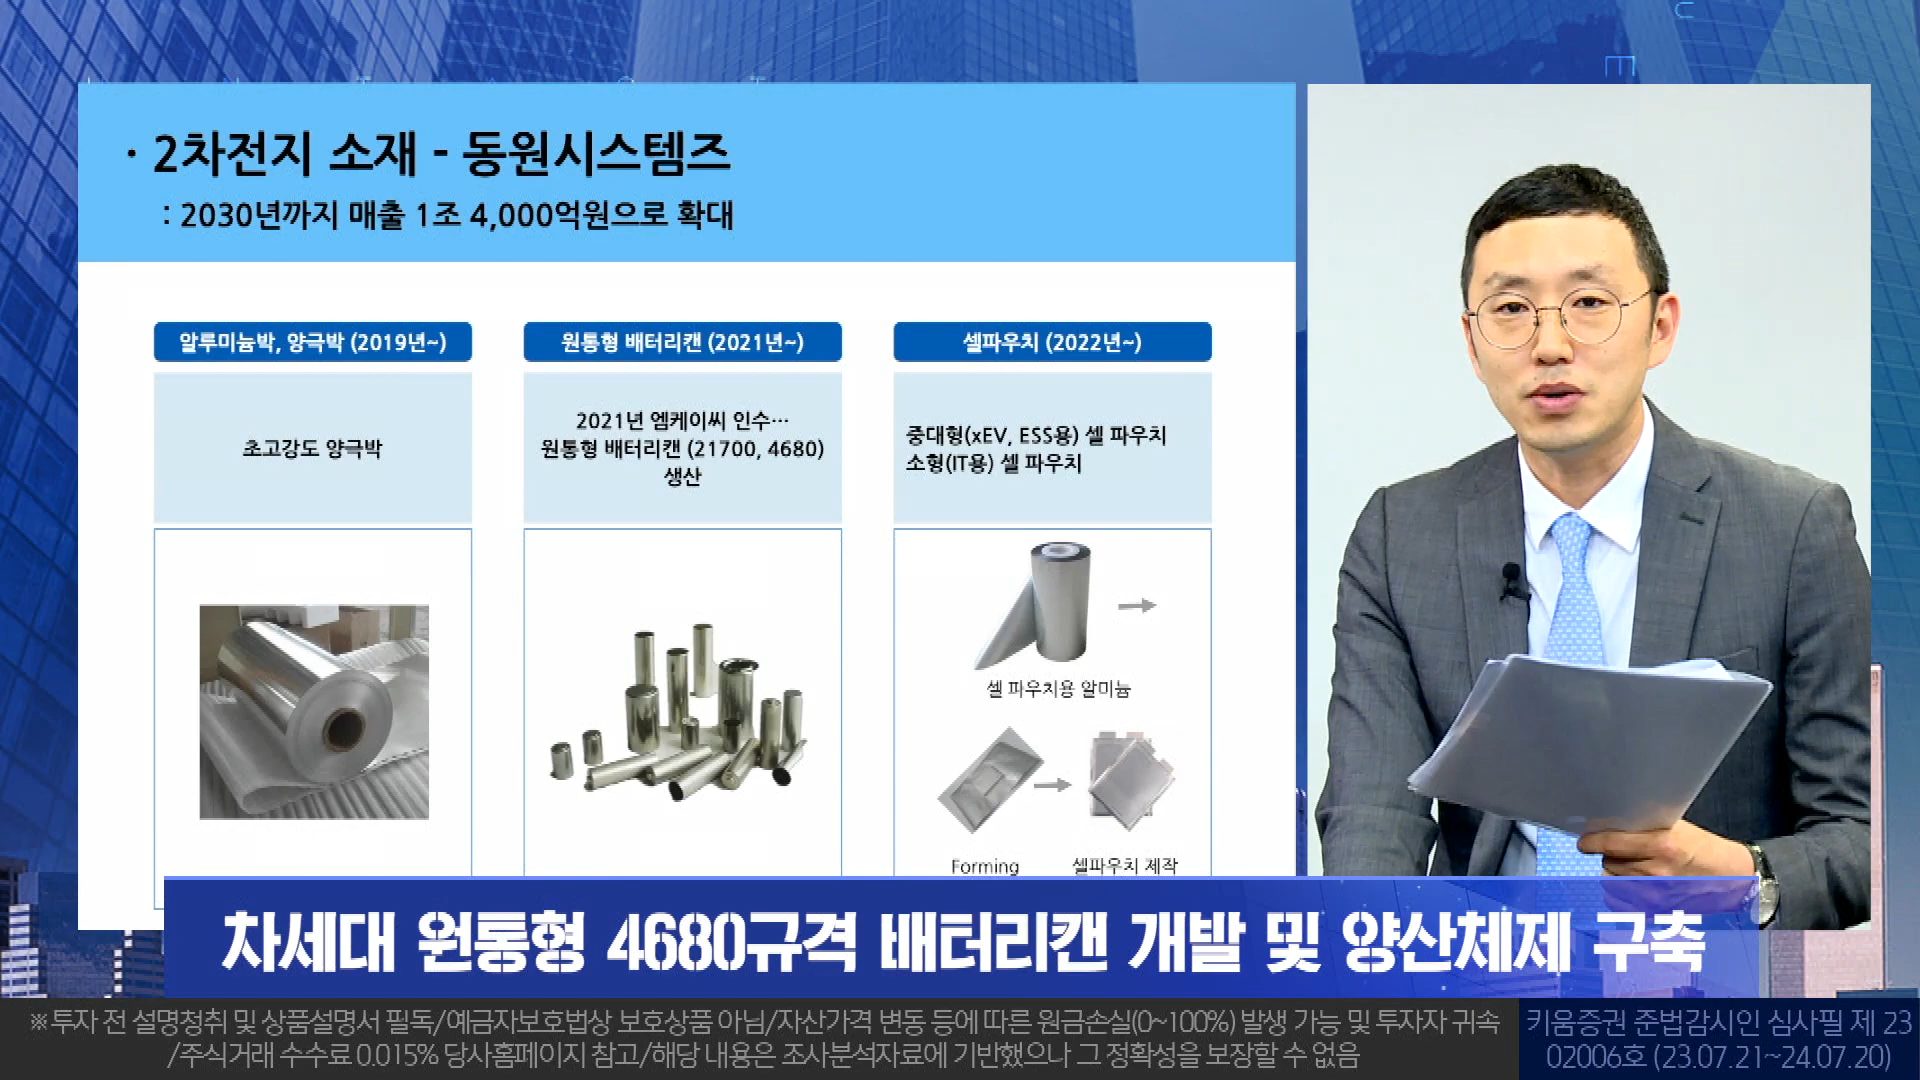 · 2차전지 소재 - 동원시스템즈
: 2030년까지 매출 1조 4,000억원으로 확대
알루미늄박, 양극박 (2019년~)
초고강도 양극박
원통형 배터리캔 (2021년~)
2021년 엠케이씨 인수…
원통형 배터리캔 (21700, 4680)
생산
셀파우치 (2022년~)
중대형(xEV, ESS용) 셀 파우치
소형(IT용) 셀 파우치
셀 파우치용 알미늄
Forming
셀파우치 제작
차세대 원통형 4680규격 배터리캔 개발 및 양산체제 구축
※투자 전 설명청취 및 상품설명서 필독/예금자보호법상 보호상품 아님/자산가격 변동 등에 따른 원금손실(0~100%) 발생 가능 및 투자자 귀속
/주식거래 수수료 0.015% 당사홈페이지 참고/해당 내용은 조사분석자료에 기반했으나 그 정확성을 보장할 수 없음
키움증권 준법감시인 심사필 제 23
02006호 (23.07.21~24.07.20)